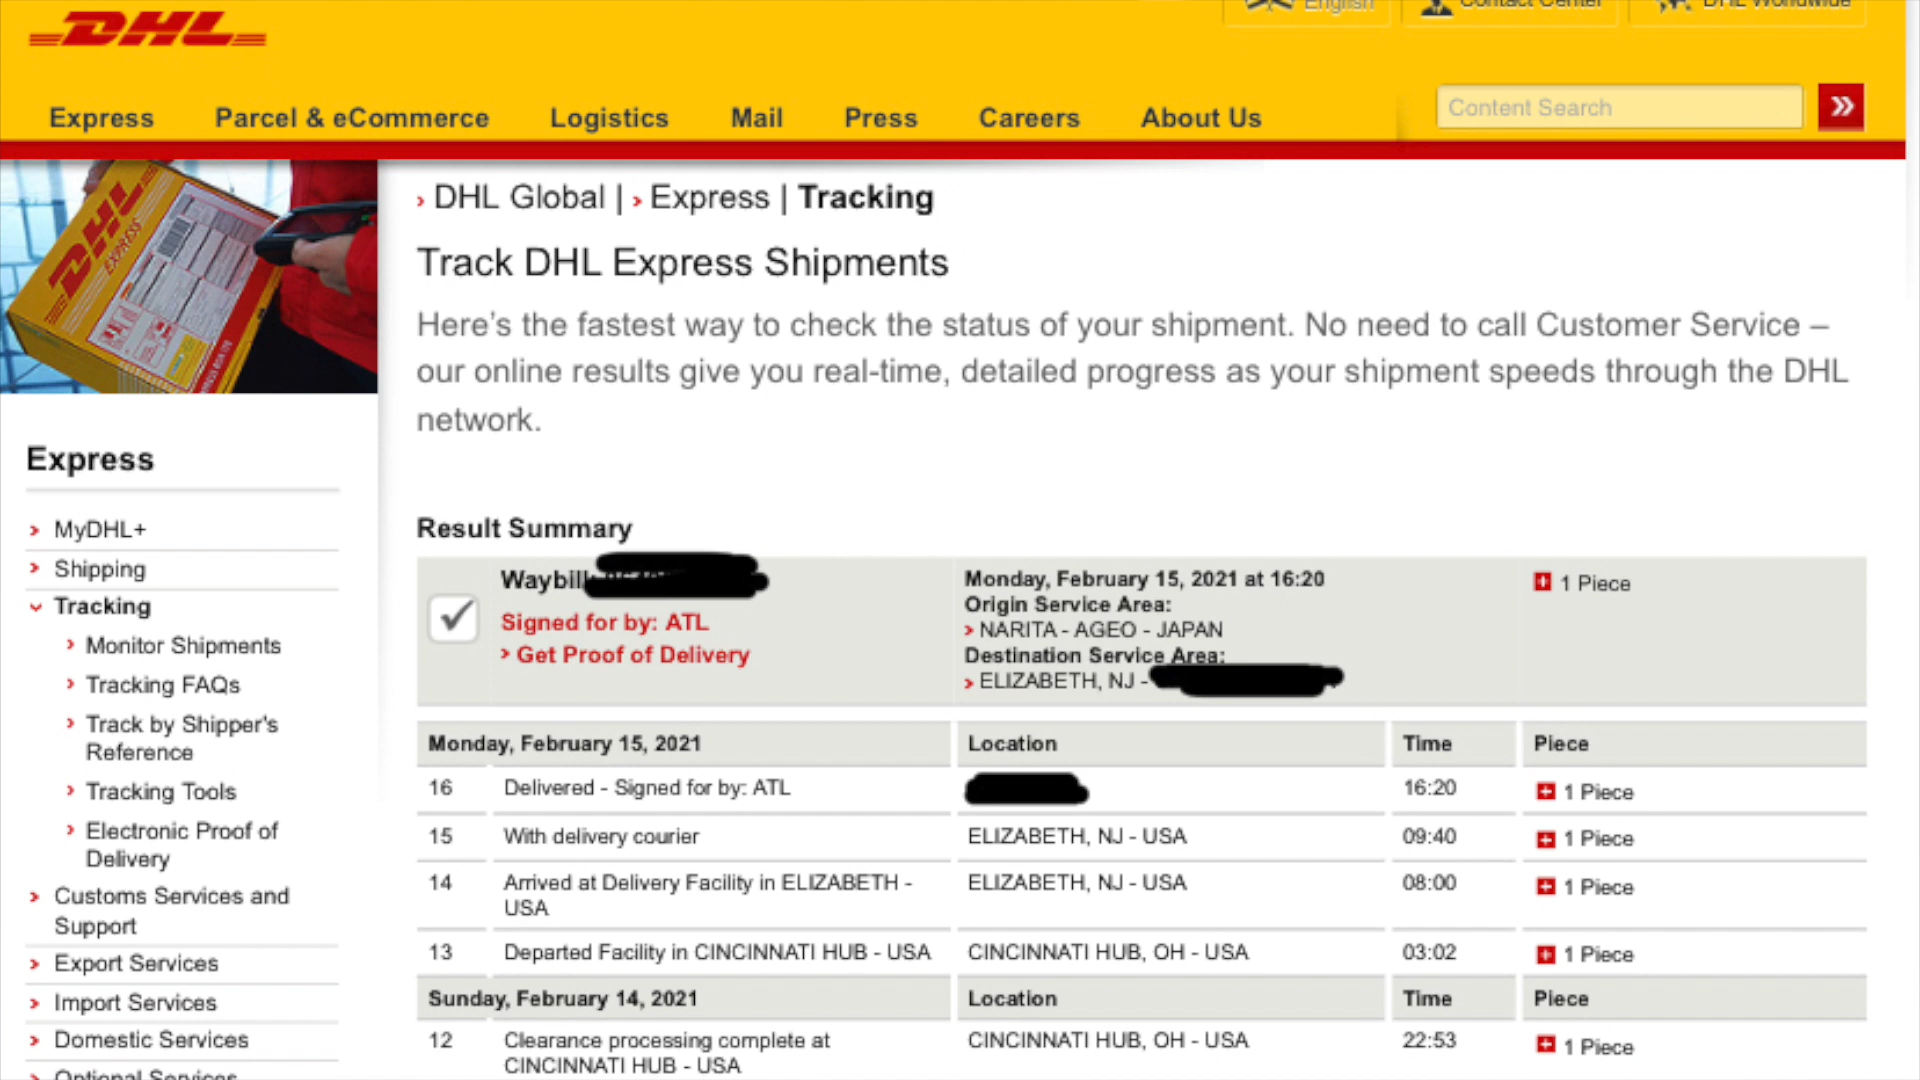 English
Contact Center
DHL Worldwide
DHL
Express
Parcel & eCommerce
Logistics
Mail
Press
Careers
About Us
Content Search
DHL
EXPRESS
› DHL Global | › Express | Tracking
Track DHL Express Shipments
Here’s the fastest way to check the status of your shipment. No need to call Customer Service –
our online results give you real-time, detailed progress as your shipment speeds through the DHL
network.
Express
MyDHL+
Shipping
Tracking
Monitor Shipments
Tracking FAQs
Track by Shipper's
Reference
Tracking Tools
Electronic Proof of
Delivery
Customs Services and
Support
Export Services
Import Services
Domestic Services
Optional Services
Result Summary
Waybill:
Signed for by: ATL
› Get Proof of Delivery
Monday, February 15, 2021 at 16:20
Origin Service Area:
› NARITA - AGEO - JAPAN
Destination Service Area:
› ELIZABETH, NJ -
1 Piece
Monday, February 15, 2021 Location Time Piece
16 Delivered - Signed for by: ATL 16:20 1 Piece
15 With delivery courier ELIZABETH, NJ - USA 09:40 1 Piece
14 Arrived at Delivery Facility in ELIZABETH - ELIZABETH, NJ - USA 08:00 1 Piece
USA
13 Departed Facility in CINCINNATI HUB - USA CINCINNATI HUB, OH - USA 03:02 1 Piece
Sunday, February 14, 2021 Location Time Piece
12 Clearance processing complete at CINCINNATI HUB, OH - USA 22:53 1 Piece
CINCINNATI HUB - USA